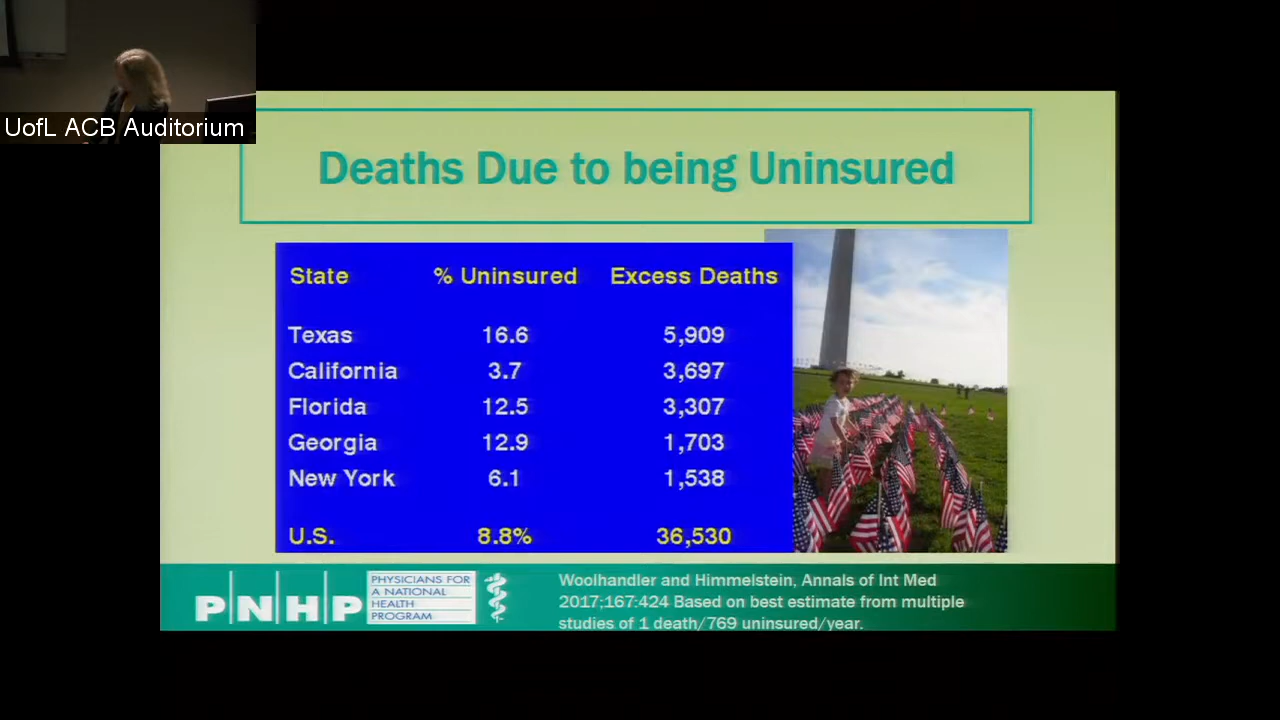 UofL ACB Auditorium
Deaths Due to being Uninsured
State % Uninsured Excess Deaths
Texas 16.6 5,909
California 3.7 3,697
Florida 12.5 3,307
Georgia 12.9 1,703
New York 6.1 1,538
U.S. 8.8% 36,530
PNHP
PHYSICIANS FOR
A NATIONAL
HEALTH
PROGRAM
Woolhandler and Himmelstein, Annals of Int Med
2017;167:424 Based on best estimate from multiple
studies of 1 death/769 uninsured/year.